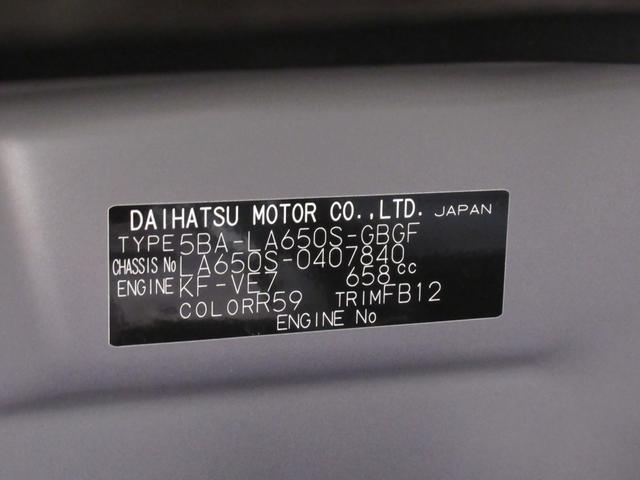 DAIHATSU MOTOR CO.,LTD. JAPAN
TYPE 5BA-LA650S-GBGF
CHASSIS No LA650S-0407840
ENGINE KF-VE7 658cc
COLOR R59 TRIM FB12
ENGINE No